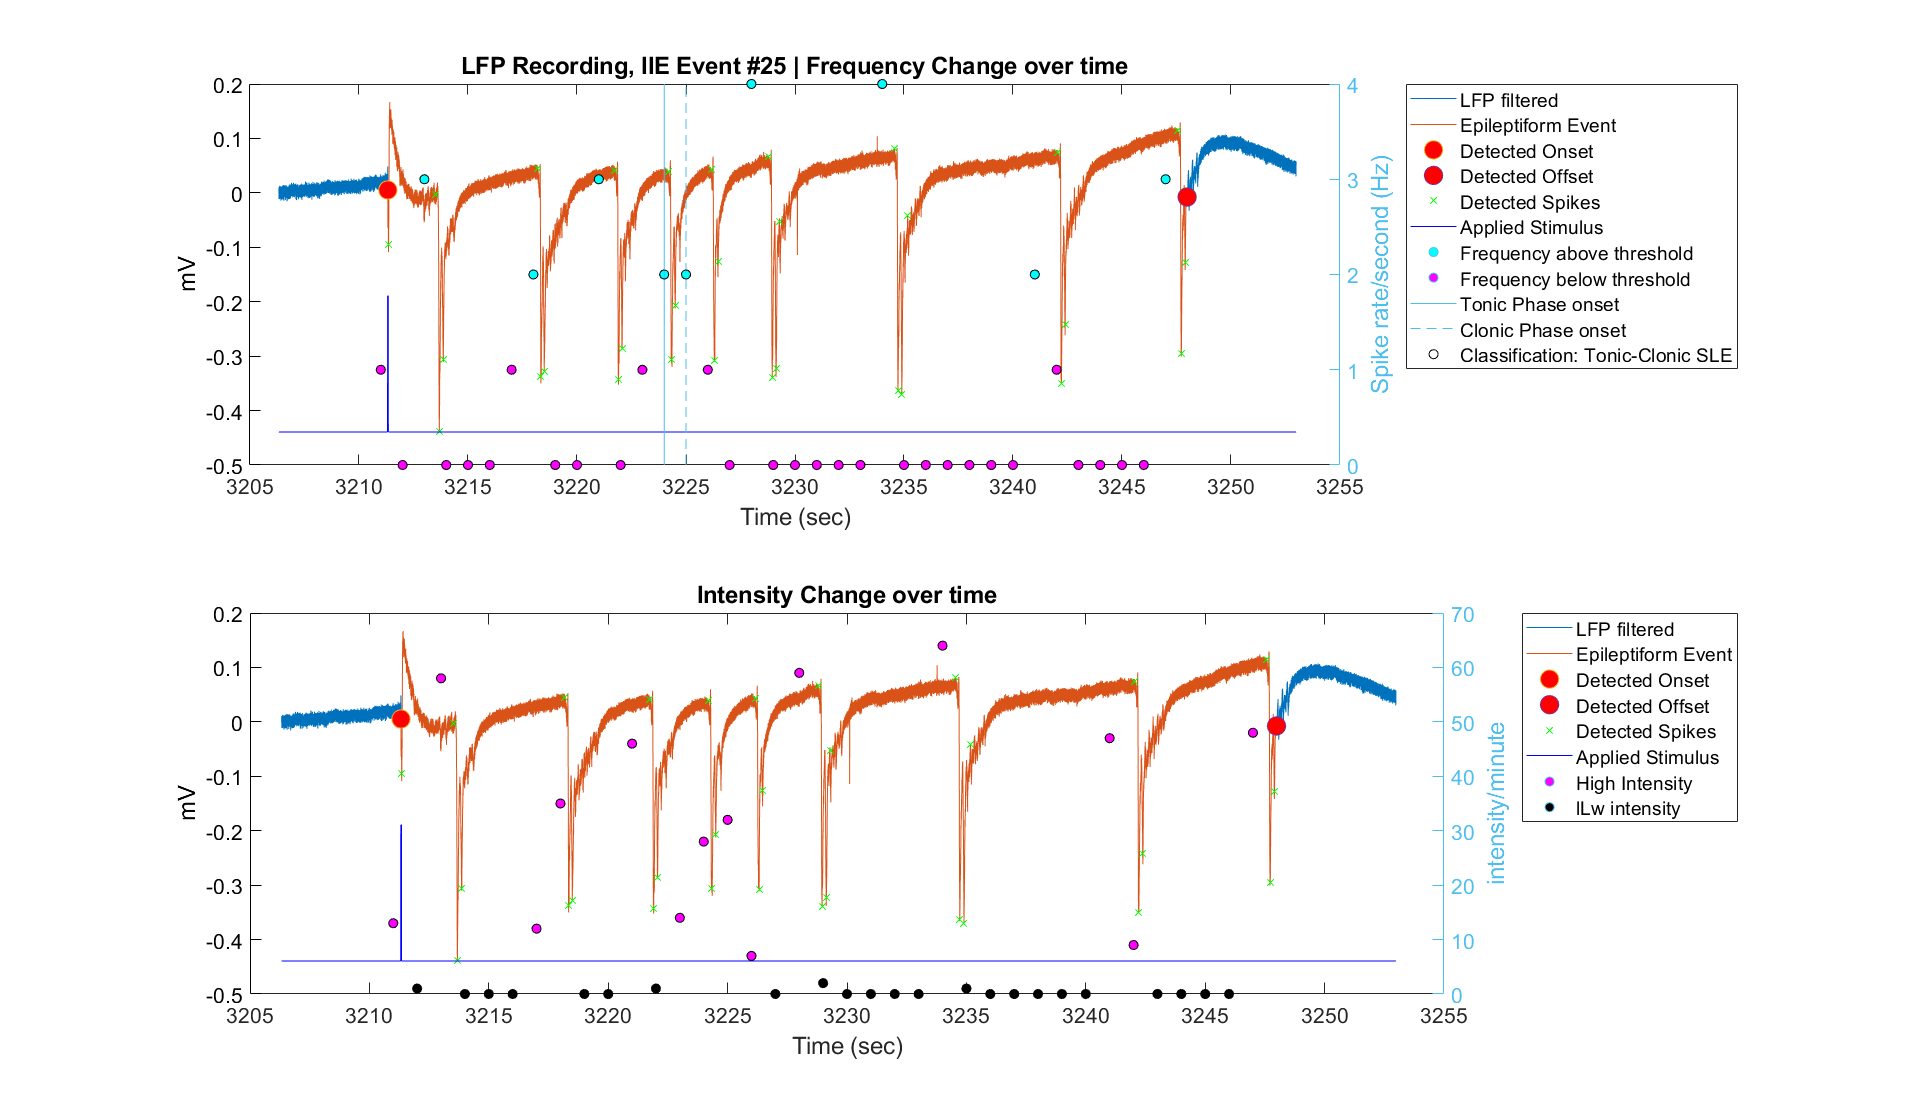 LFP Recording, IIE Event #25 | Frequency Change over time
0.2
0.1
0
-0.1
-0.2
-0.3
-0.4
-0.5
mV
3205
3210
3215
3220
3225
3230
3235
3240
3245
3250
3255
Time (sec)
4
3
2
1
0
Spike rate/second (Hz)
LFP filtered
Epileptiform Event
Detected Onset
Detected Offset
Detected Spikes
Applied Stimulus
Frequency above threshold
Frequency below threshold
Tonic Phase onset
Clonic Phase onset
Classification: Tonic-Clonic SLE
Intensity Change over time
0.2
0.1
0
-0.1
-0.2
-0.3
-0.4
-0.5
mV
3205
3210
3215
3220
3225
3230
3235
3240
3245
3250
3255
Time (sec)
70
60
50
40
30
20
10
0
intensity/minute
LFP filtered
Epileptiform Event
Detected Onset
Detected Offset
Detected Spikes
Applied Stimulus
High Intensity
lLw intensity